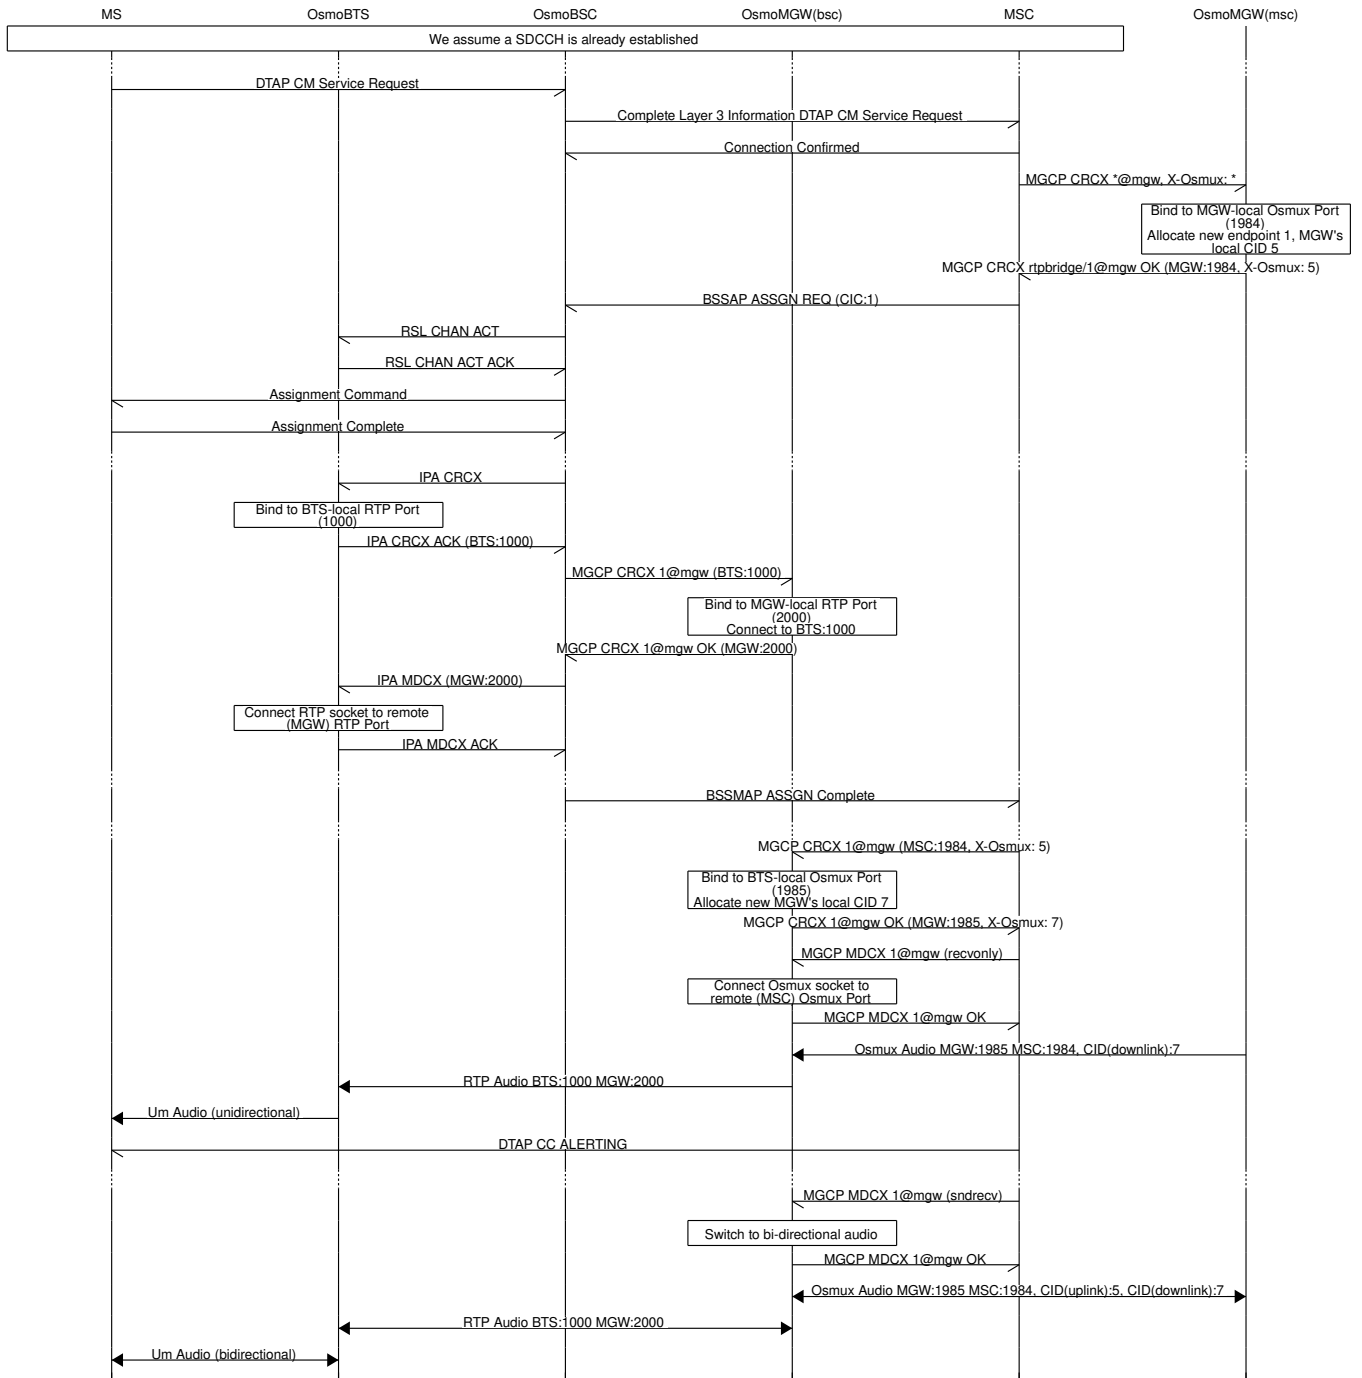 MS OsmoBTS OsmoBSC OsmoMGW(bsc) MSC OsmoMGW(msc)
We assume a SDCCH is already established
DTAP CM Service Request
Complete Layer 3 Information DTAP CM Service Request
Connection Confirmed
MGCP CRCX *@mgw, X-Osmux: *
Bind to MGW-local Osmux Port
(1984)
Allocate new endpoint 1, MGW's
local CID 5
MGCP CRCX rtpbridge/1@mgw OK (MGW:1984, X-Osmux: 5)
BSSAP ASSGN REQ (CIC:1)
RSL CHAN ACT
RSL CHAN ACT ACK
Assignment Command
Assignment Complete
IPA CRCX
Bind to BTS-local RTP Port
(1000)
IPA CRCX ACK (BTS:1000)
MGCP CRCX 1@mgw (BTS:1000)
Bind to MGW-local RTP Port
(2000)
Connect to BTS:1000
MGCP CRCX 1@mgw OK (MGW:2000)
IPA MDCX (MGW:2000)
Connect RTP socket to remote
(MGW) RTP Port
IPA MDCX ACK
BSSMAP ASSGN Complete
MGCP CRCX 1@mgw (MSC:1984, X-Osmux: 5)
Bind to BTS-local Osmux Port
(1985)
Allocate new MGW's local CID 7
MGCP CRCX 1@mgw OK (MGW:1985, X-Osmux: 7)
MGCP MDCX 1@mgw (recvonly)
Connect Osmux socket to
remote (MSC) Osmux Port
MGCP MDCX 1@mgw OK
Osmux Audio MGW:1985 MSC:1984, CID(downlink):7
RTP Audio BTS:1000 MGW:2000
Um Audio (unidirectional)
DTAP CC ALERTING
MGCP MDCX 1@mgw (sndrecv)
Switch to bi-directional audio
MGCP MDCX 1@mgw OK
Osmux Audio MGW:1985 MSC:1984, CID(uplink):5, CID(downlink):7
RTP Audio BTS:1000 MGW:2000
Um Audio (bidirectional)